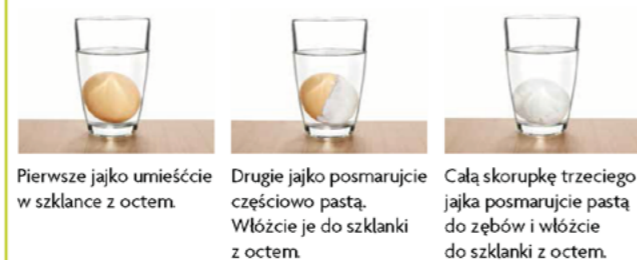 Pierwsze jajko umieśćcie
w szklance z octem.
Drugie jajko posmarujcie
częściowo pastą.
Włóżcie je do szklanki
z octem.
Całą skorupkę trzeciego
jajka posmarujcie pastą
do zębów i włóżcie
do szklanki z octem.